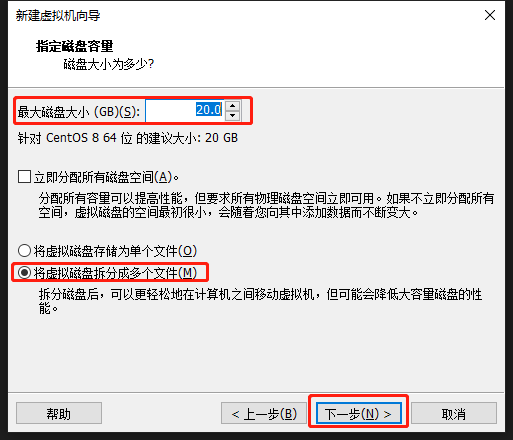 新建虚拟机向导
指定磁盘容量
磁盘大小为多少?
最大磁盘大小 (GB)(S): 20.0
针对 CentOS 8 64 位 的建议大小: 20 GB
立即分配所有磁盘空间(A)。
分配所有容量可以提高性能，但要求所有物理磁盘空间立即可用。如果不立即分配所有
空间，虚拟磁盘的空间最初很小，会随着您向其中添加数据而不断变大。
将虚拟磁盘存储为单个文件(O)
将虚拟磁盘拆分成多个文件(M)
拆分磁盘后，可以更轻松地在计算机之间移动虚拟机，但可能会降低大容量磁盘的性
能。
帮助 < 上一步(B) 下一步(N) > 取消